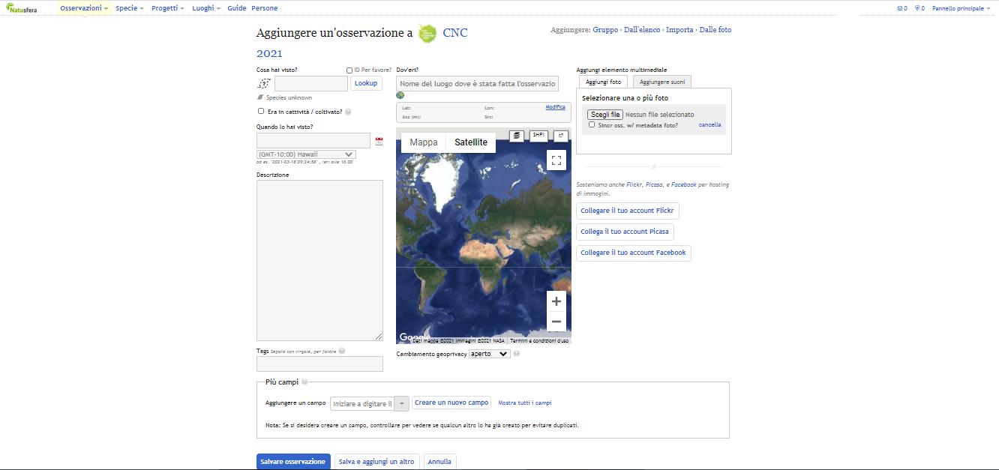 Natusfera
Osservazioni Specie Progetti Luoghi Guide Persone
0 0 Pannello principale
Aggiungere un'osservazione a CNC
2021
Aggiungere: Gruppo · Dall'elenco · Importa · Dalle foto
Cosa hai visto? ID Per favore?
Lookup
Species unknown
Era in cattività / coltivato?
Quando lo hai visto?
(GMT-10:00) Hawaii
ad es. "2021-03-18 09:24:58", ieri alle 16.00
Descrizione
Tags Separa con virgole, per favore
Dov'eri?
Nome del luogo dove è stata fatta l'osservazio
Lat: Lon: Modifica
Acc (m): Src:
Mappa Satellite SHP!
Google
Dati mappa ©2021 Immagini ©2021 NASA Termini e condizioni d'uso
Cambiamento geoprivacy aperto
Aggiungi elemento multimediale
Aggiungi foto Aggiungere suoni
Selezionare una o più foto
Scegli file Nessun file selezionato
Sincr oss. w/ metadata foto? cancella
Sosteniamo anche Flickr, Picasa, e Facebook per hosting
di immagini.
Collegare il tuo account Flickr
Collega il tuo account Picasa
Collegare il tuo account Facebook
Più campi
Aggiungere un campo Iniziare a digitare il Creare un nuovo campo Mostra tutti i campi
Nota: Se si desidera creare un campo, controllare per vedere se qualcun altro lo ha già creato per evitare duplicati.
Salvare osservazione Salva e aggiungi un altro Annulla